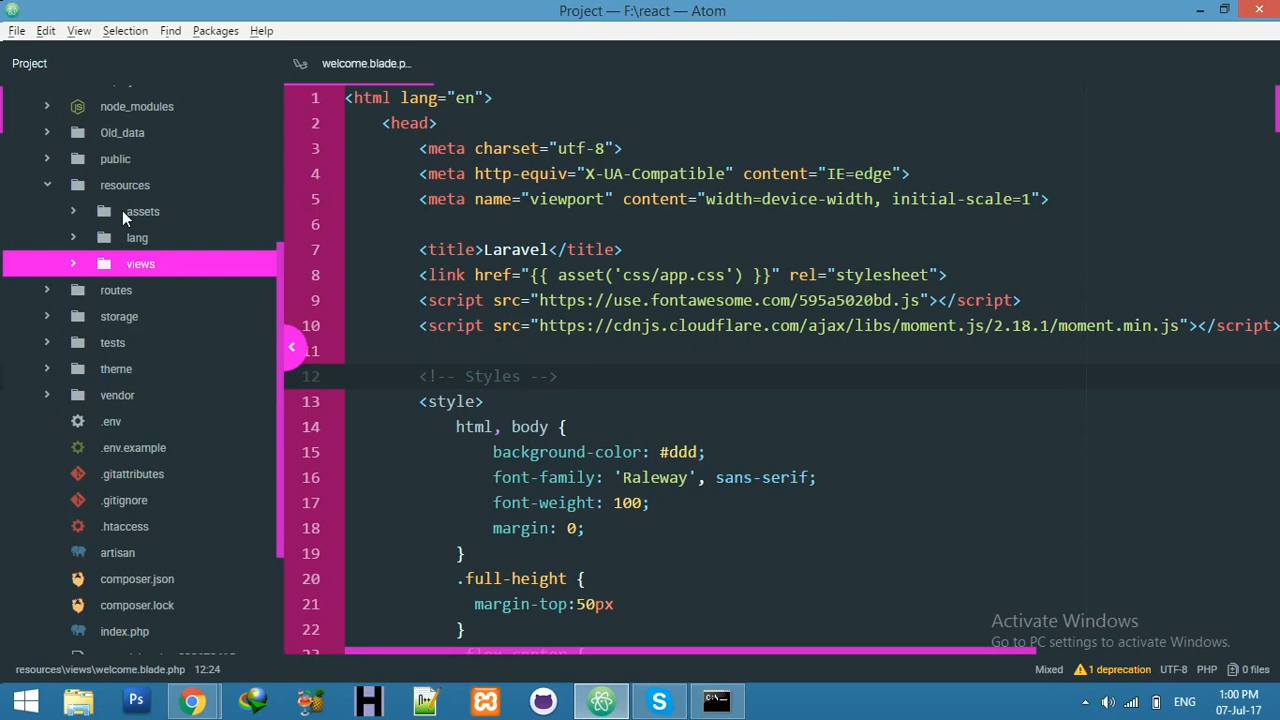 Project — F:\react — Atom
File Edit View Selection Find Packages Help
Project
welcome.blade.p...
node_modules
Old_data
public
resources
assets
lang
views
routes
storage
tests
theme
vendor
.env
.env.example
.gitattributes
.gitignore
.htaccess
artisan
composer.json
composer.lock
index.php
1 <html lang="en">
2 <head>
3 <meta charset="utf-8">
4 <meta http-equiv="X-UA-Compatible" content="IE=edge">
5 <meta name="viewport" content="width=device-width, initial-scale=1">
6
7 <title>Laravel</title>
8 <link href="{{ asset('css/app.css') }}" rel="stylesheet">
9 <script src="https://use.fontawesome.com/595a5020bd.js"></script>
10 <script src="https://cdnjs.cloudflare.com/ajax/libs/moment.js/2.18.1/moment.min.js"></script>
11
12 <!-- Styles -->
13 <style>
14 html, body {
15 background-color: #ddd;
16 font-family: 'Raleway', sans-serif;
17 font-weight: 100;
18 margin: 0;
19 }
20 .full-height {
21 margin-top:50px
22 }
23 .flex-center {
Activate Windows
Go to PC settings to activate Windows.
resources\views\welcome.blade.php 12:24
Mixed 1 deprecation UTF-8 PHP 0 files
Ps
H
S
ENG
1:00 PM
07-Jul-17